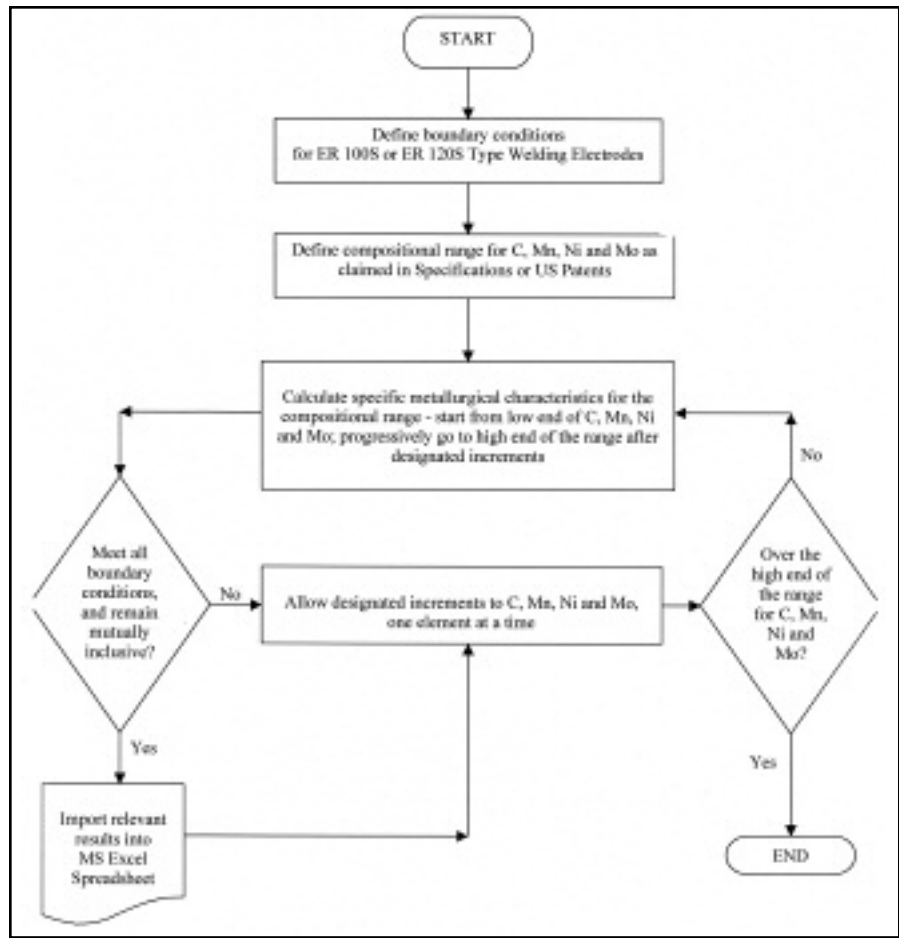 START
Define boundary conditions
for ER 100S or ER 120S Type Welding Electrodes
Define compositional range for C, Mn, Ni and Mo as
claimed in Specifications or US Patents
Calculate specific metallurgical characteristics for the
compositional range - start from low end of C, Mn, Ni
and Mo; progressively go to high end of the range after
designated increments
No
Meet all
boundary
conditions,
and remain
mutually
inclusive?
No
Allow designated increments to C, Mn, Ni and Mo,
one element at a time
Over the
high end of
the range
for C, Mn,
Ni and
Mo?
Yes
Yes
Import relevant
results into
MS Excel
Spreadsheet
END